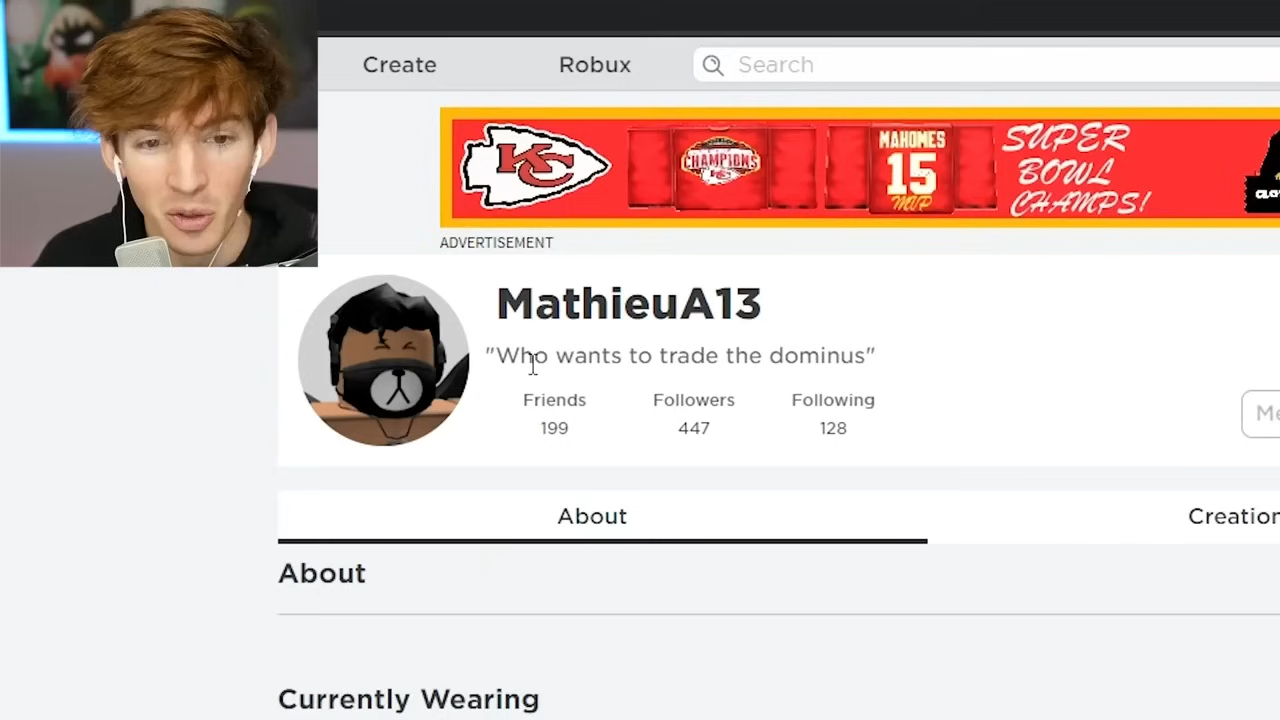 Create
Robux
Search
KC
CHAMPIONS
MAHOMES
15
MVP
SUPER
BOWL
CHAMPS!
ADVERTISEMENT
MathieuA13
"Who wants to trade the dominus"
Friends
Followers
Following
199
447
128
Me
About
Creation
About
Currently Wearing